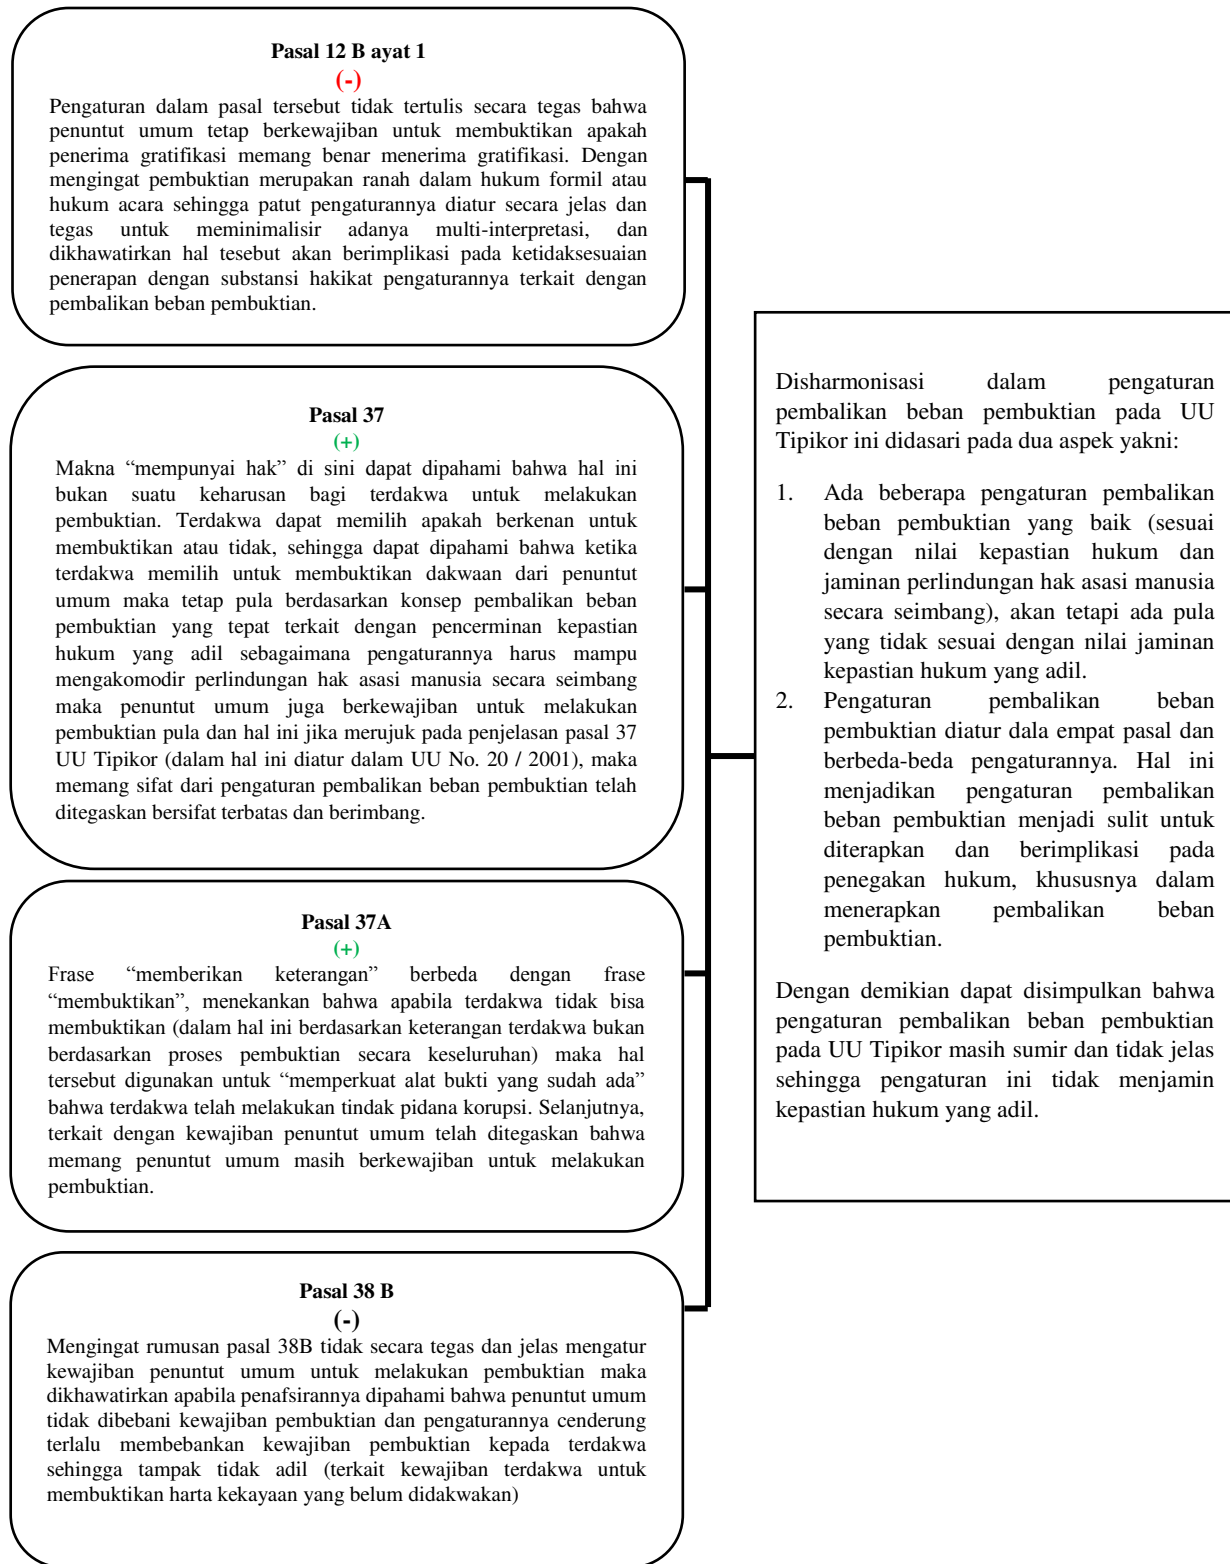 Pasal 12 B ayat 1
(-)
Pengaturan dalam pasal tersebut tidak tertulis secara tegas bahwa
penuntut umum tetap berkewajiban untuk membuktikan apakah
penerima gratifikasi memang benar menerima gratifikasi. Dengan
mengingat pembuktian merupakan ranah dalam hukum formil atau
hukum acara sehingga patut pengaturannya diatur secara jelas dan
tegas untuk meminimalisir adanya multi-interpretasi, dan
dikhawatirkan hal tesebut akan berimplikasi pada ketidaksesuaian
penerapan dengan substansi hakikat pengaturannya terkait dengan
pembalikan beban pembuktian.
Pasal 37
(+)
Makna “mempunyai hak” di sini dapat dipahami bahwa hal ini
bukan suatu keharusan bagi terdakwa untuk melakukan
pembuktian. Terdakwa dapat memilih apakah berkenan untuk
membuktikan atau tidak, sehingga dapat dipahami bahwa ketika
terdakwa memilih untuk membuktikan dakwaan dari penuntut
umum maka tetap pula berdasarkan konsep pembalikan beban
pembuktian yang tepat terkait dengan pencerminan kepastian
hukum yang adil sebagaimana pengaturannya harus mampu
mengakomodir perlindungan hak asasi manusia secara seimbang
maka penuntut umum juga berkewajiban untuk melakukan
pembuktian pula dan hal ini jika merujuk pada penjelasan pasal 37
UU Tipikor (dalam hal ini diatur dalam UU No. 20 / 2001), maka
memang sifat dari pengaturan pembalikan beban pembuktian telah
ditegaskan bersifat terbatas dan berimbang.
Pasal 37A
(+)
Frase “memberikan keterangan” berbeda dengan frase
“membuktikan”, menekankan bahwa apabila terdakwa tidak bisa
membuktikan (dalam hal ini berdasarkan keterangan terdakwa bukan
berdasarkan proses pembuktian secara keseluruhan) maka hal
tersebut digunakan untuk “memperkuat alat bukti yang sudah ada”
bahwa terdakwa telah melakukan tindak pidana korupsi. Selanjutnya,
terkait dengan kewajiban penuntut umum telah ditegaskan bahwa
memang penuntut umum masih berkewajiban untuk melakukan
pembuktian.
Pasal 38 B
(-)
Mengingat rumusan pasal 38B tidak secara tegas dan jelas mengatur
kewajiban penuntut umum untuk melakukan pembuktian maka
dikhawatirkan apabila penafsirannya dipahami bahwa penuntut umum
tidak dibebani kewajiban pembuktian dan pengaturannya cenderung
terlalu membebankan kewajiban pembuktian kepada terdakwa
sehingga tampak tidak adil (terkait kewajiban terdakwa untuk
membuktikan harta kekayaan yang belum didakwakan)
Disharmonisasi dalam pengaturan
pembalikan beban pembuktian pada UU
Tipikor ini didasari pada dua aspek yakni:
1. Ada beberapa pengaturan pembalikan
beban pembuktian yang baik (sesuai
dengan nilai kepastian hukum dan
jaminan perlindungan hak asasi manusia
secara seimbang), akan tetapi ada pula
yang tidak sesuai dengan nilai jaminan
kepastian hukum yang adil.
2. Pengaturan pembalikan beban
pembuktian diatur dala empat pasal dan
berbeda-beda pengaturannya. Hal ini
menjadikan pengaturan pembalikan
beban pembuktian menjadi sulit untuk
diterapkan dan berimplikasi pada
penegakan hukum, khususnya dalam
menerapkan pembalikan beban
pembuktian.
Dengan demikian dapat disimpulkan bahwa
pengaturan pembalikan beban pembuktian
pada UU Tipikor masih sumir dan tidak jelas
sehingga pengaturan ini tidak menjamin
kepastian hukum yang adil.